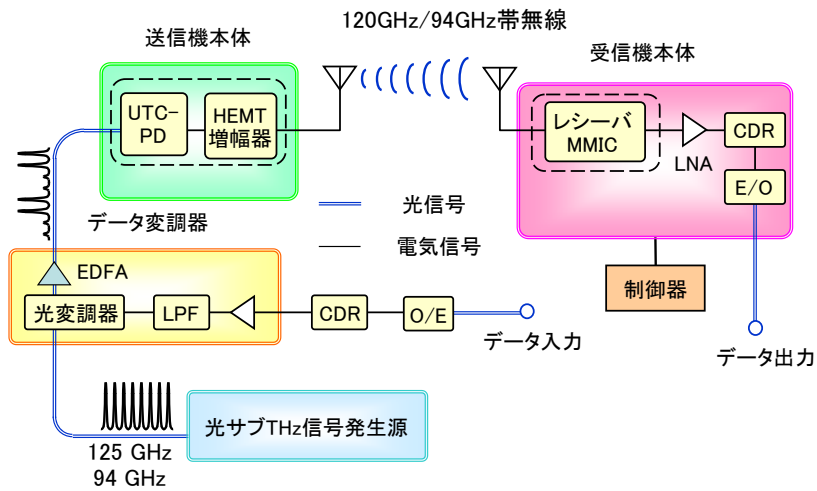 120GHz/94GHz帯無線
送信機本体
受信機本体
UTC-
PD
HEMT
増幅器
レシーバ
MMIC
LNA
CDR
E/O
データ変調器
光信号
電気信号
EDFA
光変調器
LPF
CDR
O/E
データ入力
制御器
データ出力
光サブTHz信号発生源
125 GHz
94 GHz